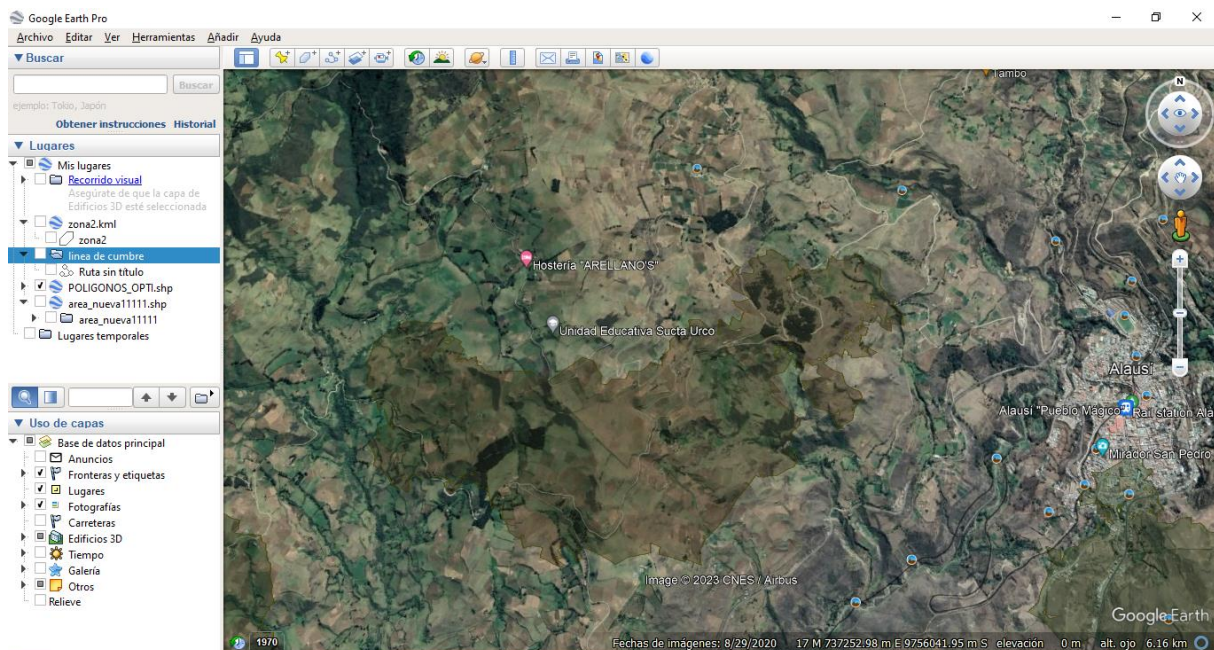 Google Earth Pro
Archivo Editar Ver Herramientas Añadir Ayuda
Buscar
Buscar
ejemplo: Tokio, Japón
Obtener instrucciones Historial
Lugares
Mis lugares
Recorrido visual
Asegúrate de que la capa de
Edificios 3D esté seleccionada
zona2.kml
zona2
linea de cumbre
Ruta sin título
POLIGONOS_OPTI.shp
area_nueva11111.shp
area_nueva11111
Lugares temporales
Uso de capas
Base de datos principal
Anuncios
Fronteras y etiquetas
Lugares
Fotografías
Carreteras
Edificios 3D
Tiempo
Galería
Otros
Relieve
Tambo
N
Hostería "ARELLANO'S"
Unidad Educativa Sucta Urco
Alausí
Alausí "Pueblo Mágico"
Rail station Ala
Mirador San Pedro
Image © 2023 CNES / Airbus
Google Earth
1970
Fechas de imágenes: 8/29/2020 17 M 737252.98 m E 9756041.95 m S elevación 0 m alt. ojo 6.16 km